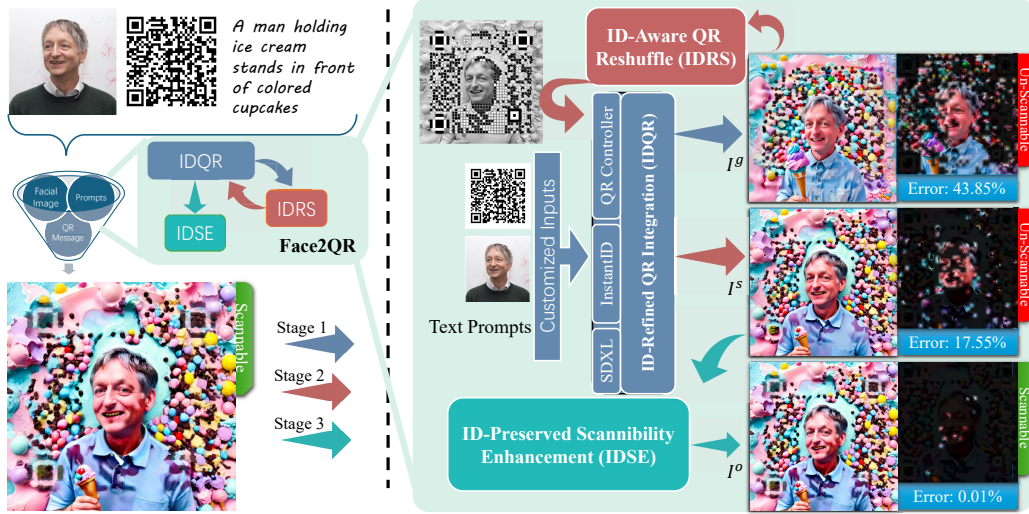 A man holding
ice cream
stands in front
of colored
cupcakes
IDQR
IDRS
IDSE
Face2QR
Facial
Image
Prompts
QR
Message
Scannable
Stage 1
Stage 2
Stage 3
ID-Aware QR
Reshuffle (IDRS)
Customized Inputs
Text Prompts
QR Controller
InstantID
SDXL
ID-Refined QR Integration (IDQR)
ID-Preserved Scannibility
Enhancement (IDSE)
I^g
Un-Scannable
Error: 43.85%
I^s
Un-Scannable
Error: 17.55%
I^o
Scannable
Error: 0.01%